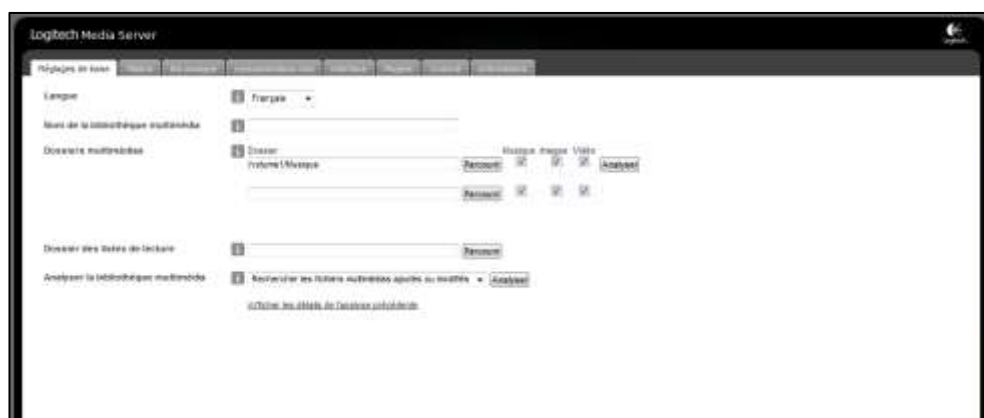 Logitech Media Server
Réglages de base
Langue
Français
Nom de la bibliothèque multimédia
Dossiers multimédias
Dossier
Musique Images Vidéo
/volume1/Musique
Parcourir
Analyser
Parcourir
Dossier des listes de lecture
Parcourir
Analyser la bibliothèque multimédia
Rechercher les fichiers multimédias ajoutés ou modifiés
Analyser
Afficher les détails de l'analyse précédente